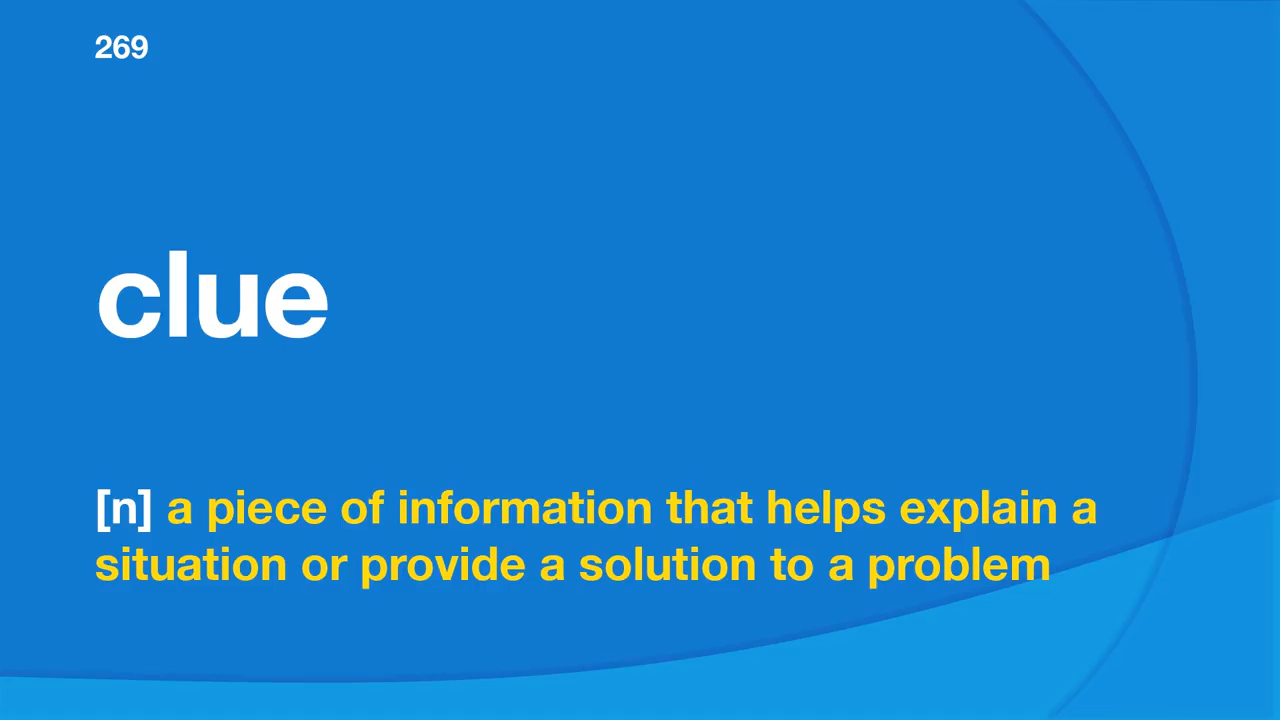 269
clue
[n] a piece of information that helps explain a
situation or provide a solution to a problem